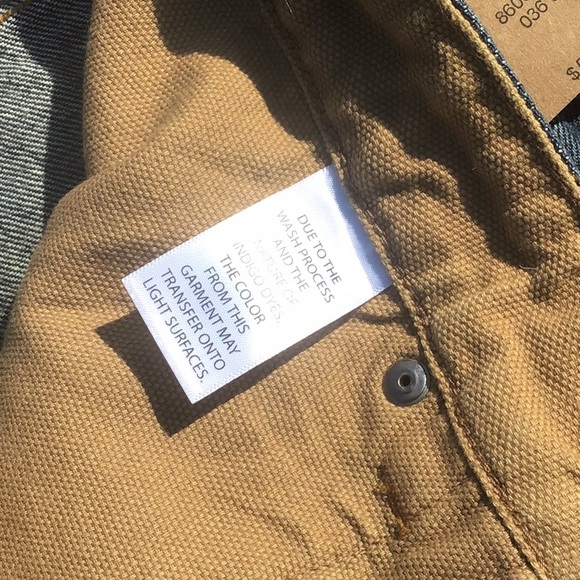 DUE TO THE
WASH PROCESS
AND THE
NATURE OF
INDIGO DYES,
THE COLOR
FROM THIS
GARMENT MAY
TRANSFER ONTO
LIGHT SURFACES.
036
$